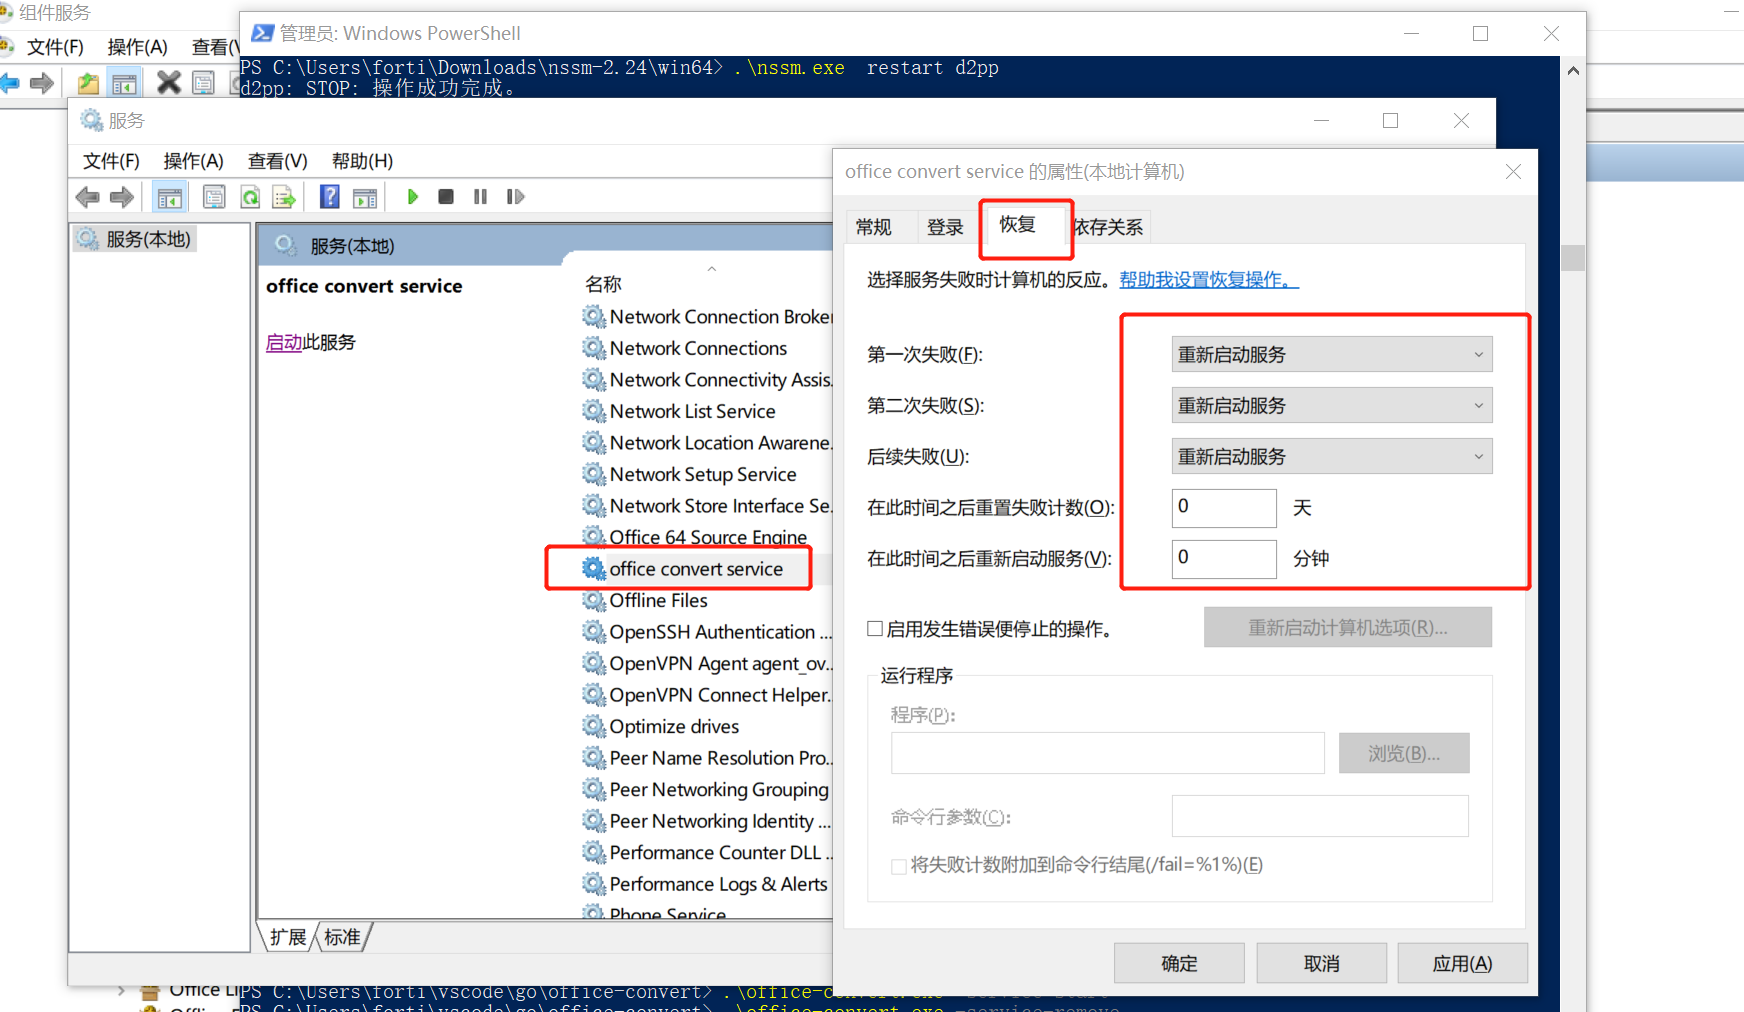 组件服务
文件(F) 操作(A) 查看(V
管理员: Windows PowerShell
PS C:\Users\forti\Downloads\nssm-2.24\win64> .\nssm.exe restart d2pp
d2pp: STOP: 操作成功完成。
服务
文件(F) 操作(A) 查看(V) 帮助(H)
服务(本地)
服务(本地)
office convert service
启动此服务
名称
Network Connection Broker
Network Connections
Network Connectivity Assis.
Network List Service
Network Location Awarene.
Network Setup Service
Network Store Interface Se.
Office 64 Source Engine
office convert service
Offline Files
OpenSSH Authentication ...
OpenVPN Agent agent_ov..
OpenVPN Connect Helper.
Optimize drives
Peer Name Resolution Pro..
Peer Networking Grouping
Peer Networking Identity ...
Performance Counter DLL ..
Performance Logs & Alerts
Phone Service
扩展 标准
office convert service 的属性(本地计算机)
常规 登录 恢复 依存关系
选择服务失败时计算机的反应。帮助我设置恢复操作。
第一次失败(F): 重新启动服务
第二次失败(S): 重新启动服务
后续失败(U): 重新启动服务
在此时间之后重置失败计数(O): 0 天
在此时间之后重新启动服务(V): 0 分钟
启用发生错误便停止的操作。 重新启动计算机选项(R)...
运行程序
程序(P):
浏览(B)...
命令行参数(C):
将失败计数附加到命令行结尾(/fail=%1%)(E)
确定 取消 应用(A)
Office Li
PS C:\Users\forti\vscode\go\office-convert> .\office-convert.exe -service-start
PS C:\Users\forti\vscode\go\office-convert> .\office-convert.exe -service-remove